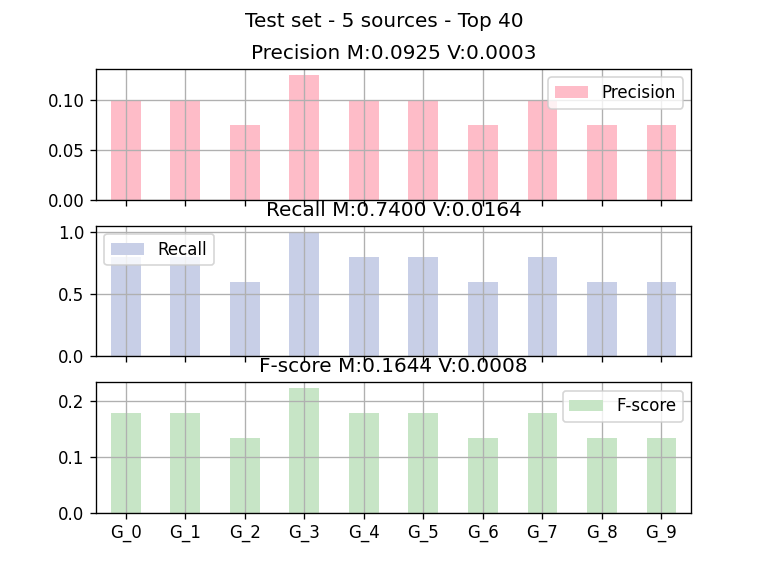 Test set - 5 sources - Top 40
Precision M:0.0925 V:0.0003
0.10
0.05
0.00
Precision
Recall M:0.7400 V:0.0164
1.0
0.5
0.0
Recall
F-score M:0.1644 V:0.0008
0.2
0.1
0.0
F-score
G_0 G_1 G_2 G_3 G_4 G_5 G_6 G_7 G_8 G_9